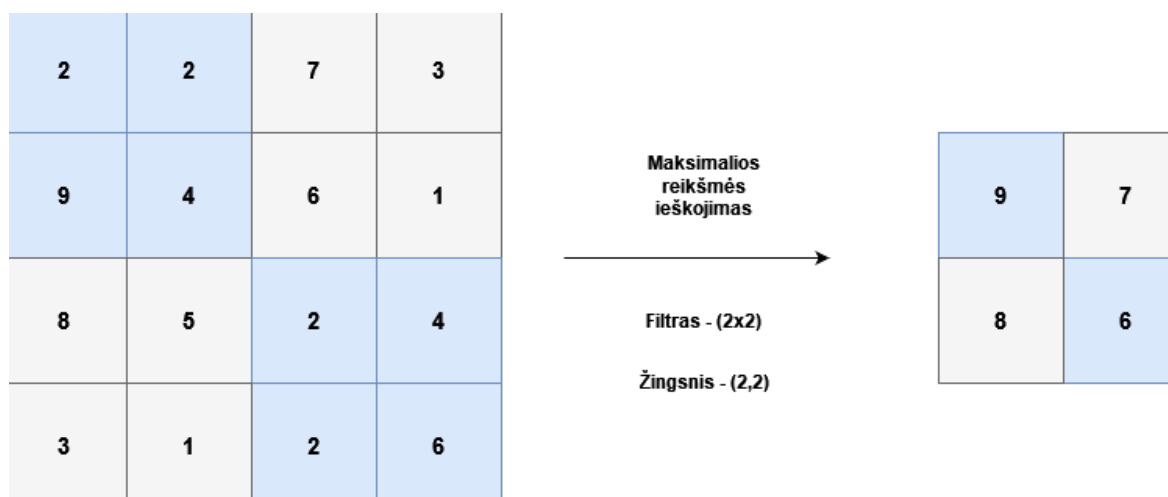 2 2 7 3
9 4 6 1
8 5 2 4
3 1 2 6
Maksimalios
reikšmės
ieškojimas
Filtras - (2x2)
Žingsnis - (2,2)
9 7
8 6